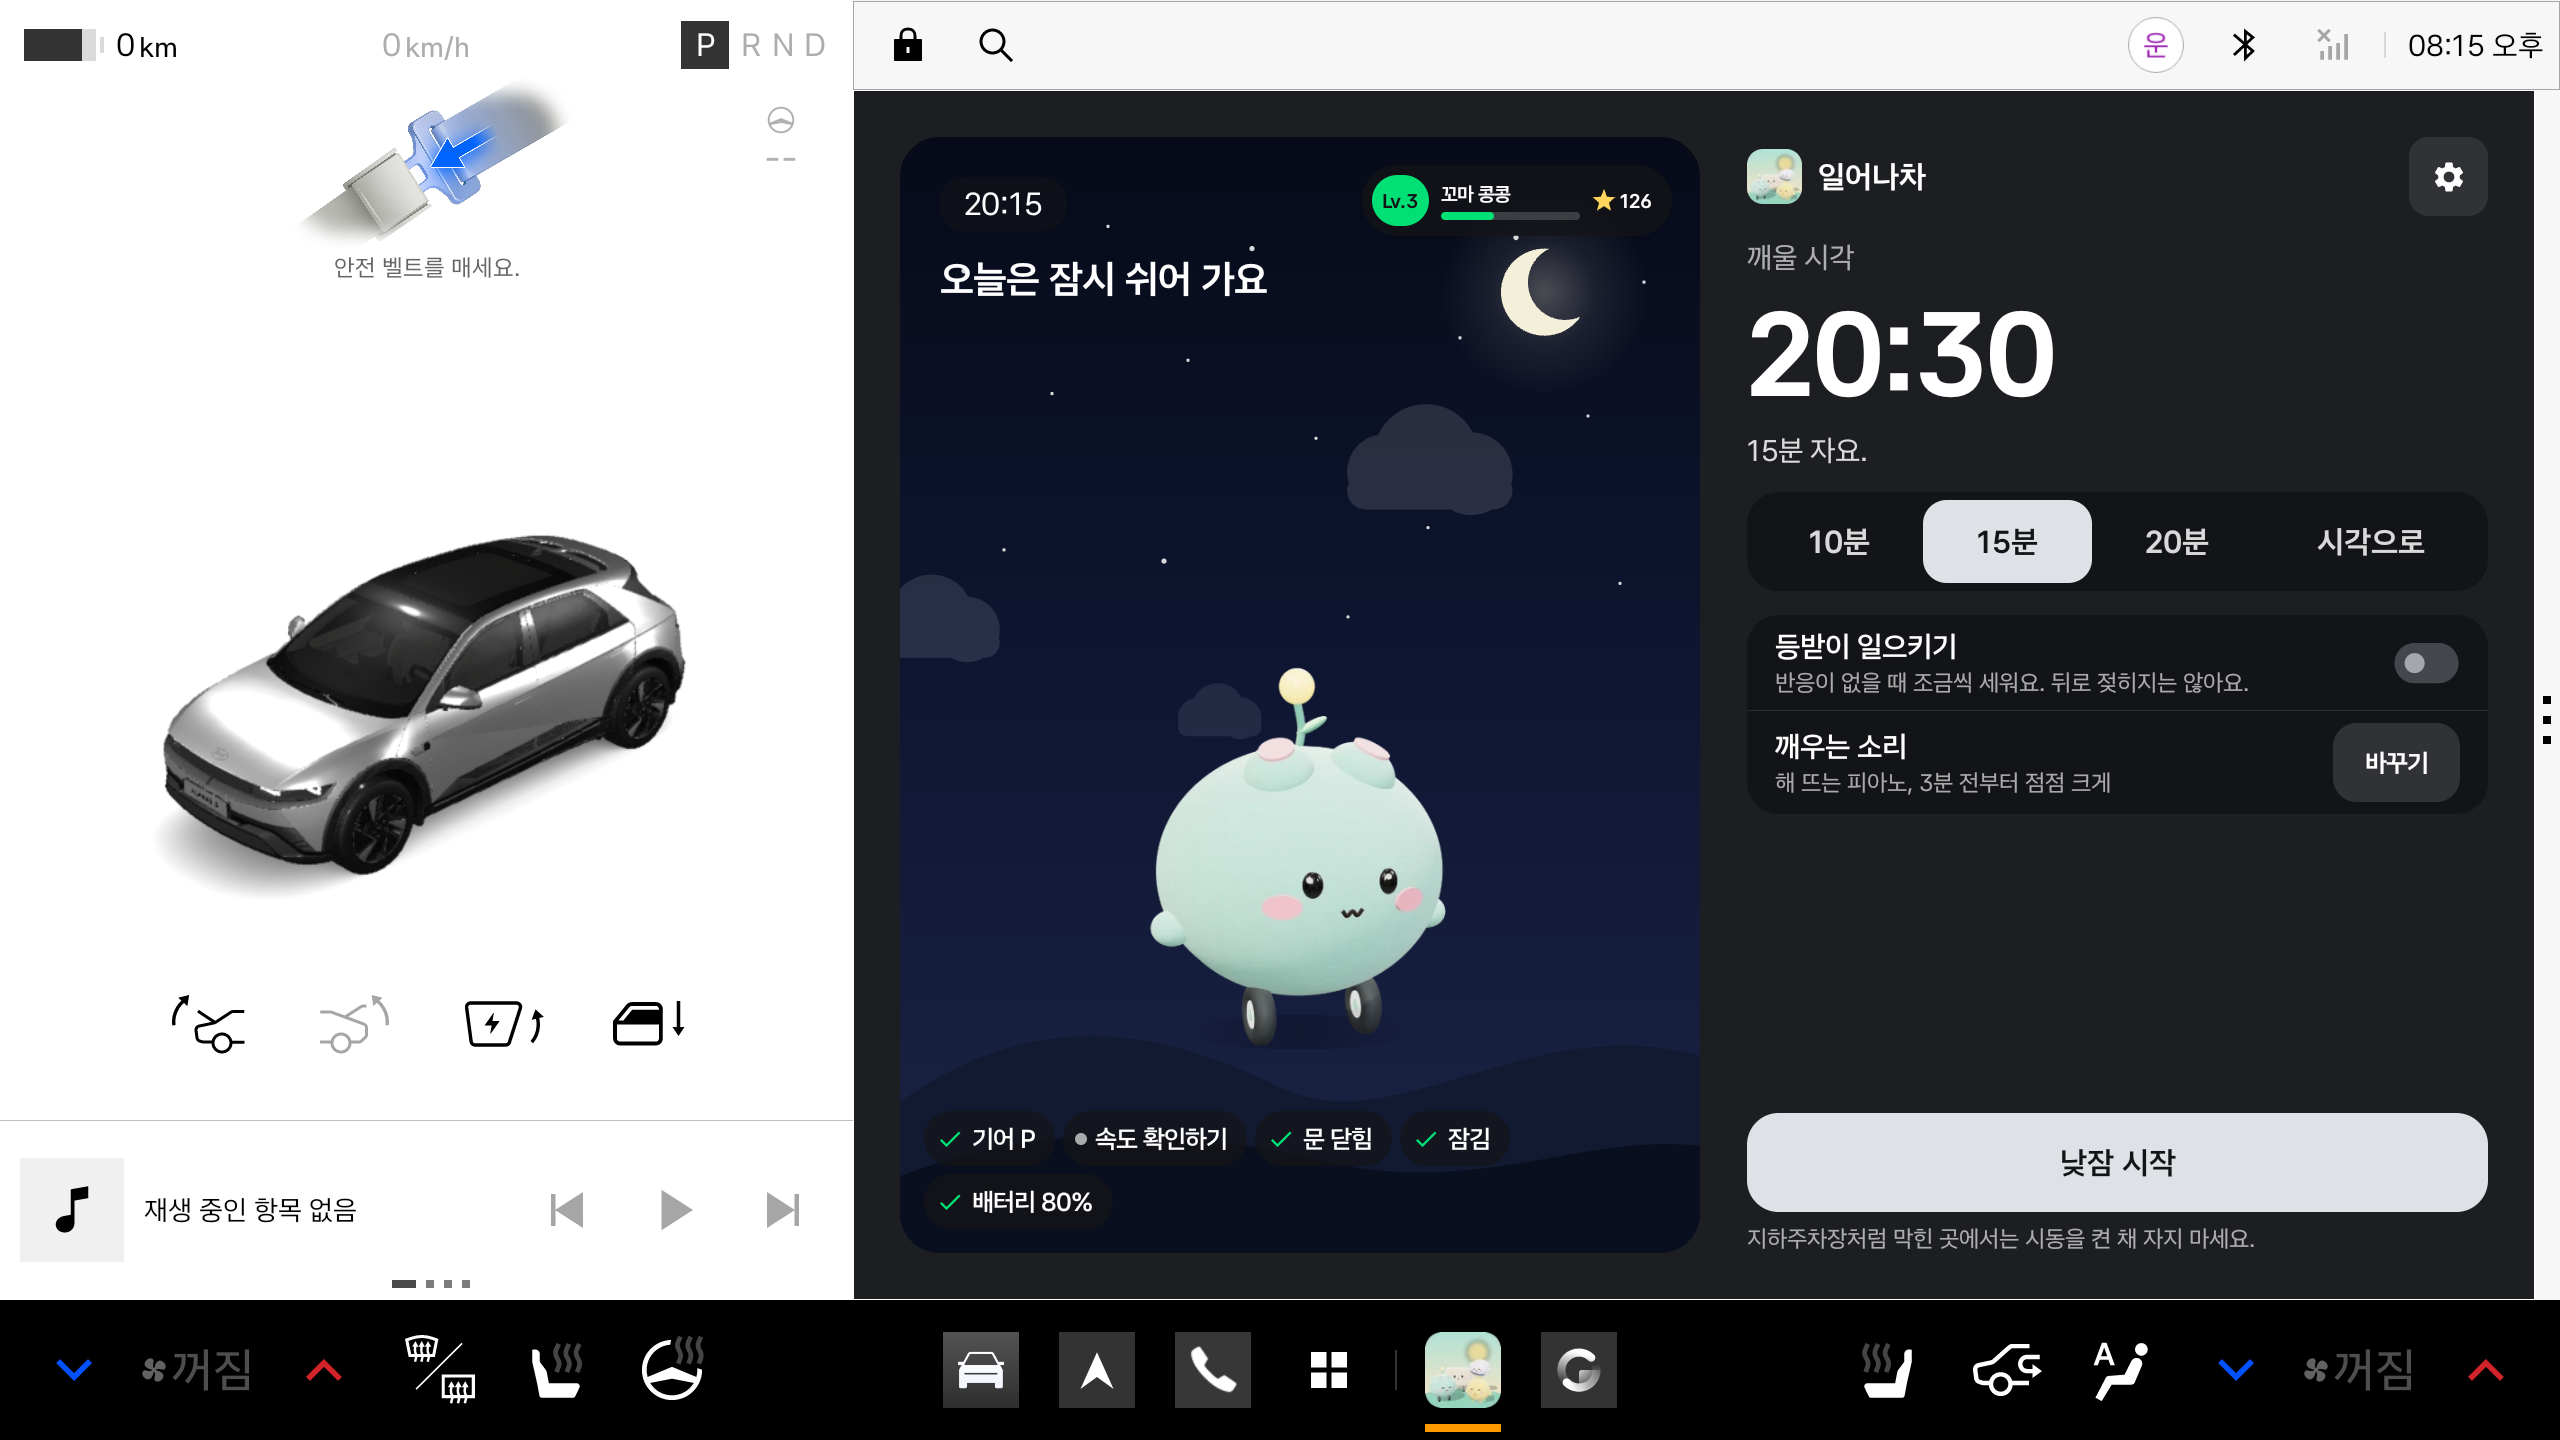 0 km
0 km/h
P R N D
운
08:15 오후
안전 벨트를 매세요.
--
20:15
Lv.3
꼬마 콩콩
126
오늘은 잠시 쉬어 가요
기어 P
속도 확인하기
문 닫힘
잠김
배터리 80%
일어나차
깨울 시각
20:30
15분 자요.
10분
15분
20분
시각으로
등받이 일으키기
반응이 없을 때 조금씩 세워요. 뒤로 젖히지는 않아요.
깨우는 소리
해 뜨는 피아노, 3분 전부터 점점 크게
바꾸기
낮잠 시작
지하주차장처럼 막힌 곳에서는 시동을 켠 채 자지 마세요.
재생 중인 항목 없음
꺼짐
A
꺼짐